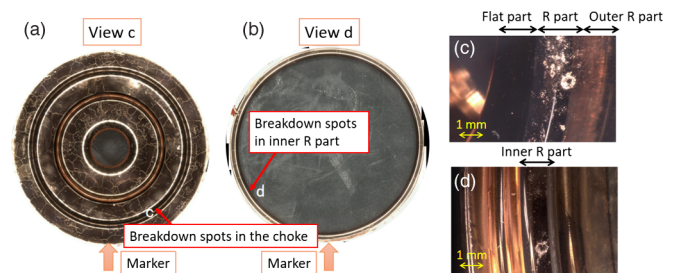 (a)
View c
c
Breakdown spots in the choke
Marker
(b)
View d
Breakdown spots
in inner R part
d
Marker
Flat part
R part
Outer R part
(c)
1 mm
Inner R part
(d)
1 mm